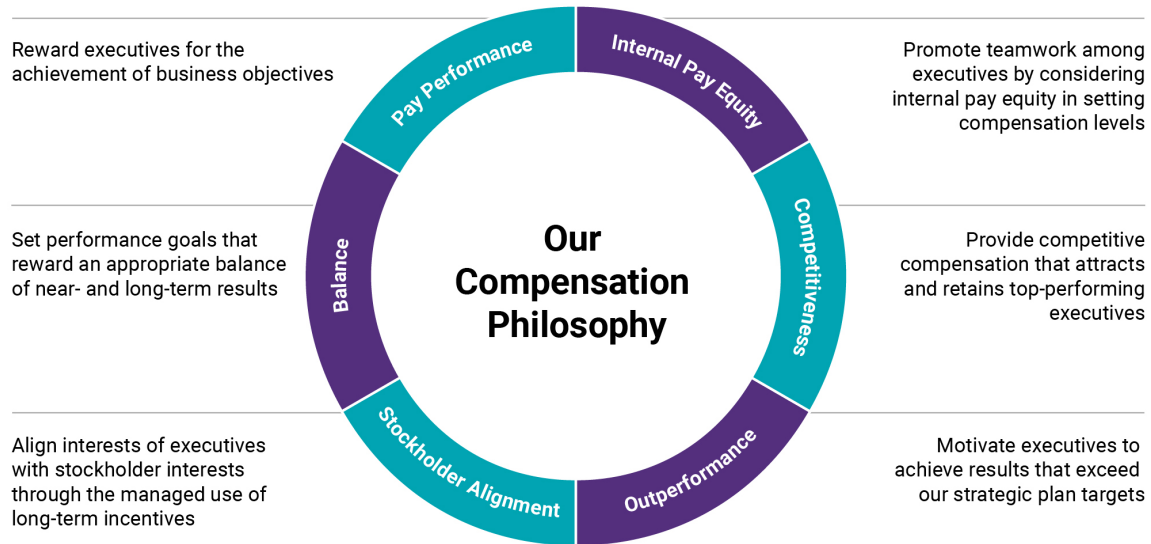 Reward executives for the
achievement of business objectives
Set performance goals that
reward an appropriate balance
of near- and long-term results
Align interests of executives
with stockholder interests
through the managed use of
long-term incentives
Pay Performance
Internal Pay Equity
Balance
Our
Compensation
Philosophy
Competitiveness
Stockholder Alignment
Outperformance
Promote teamwork among
executives by considering
internal pay equity in setting
compensation levels
Provide competitive
compensation that attracts
and retains top-performing
executives
Motivate executives to
achieve results that exceed
our strategic plan targets